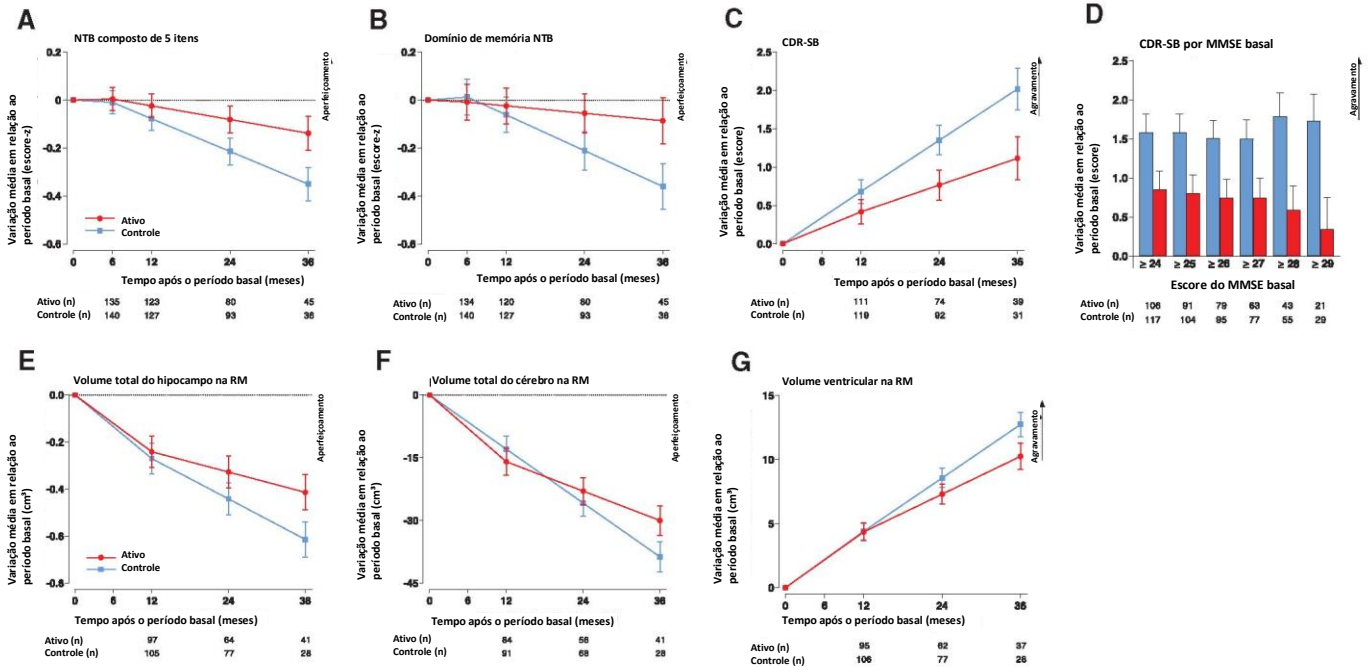 A
NTB composto de 5 itens
0.2
0
-0.2
-0.4
-0.6
Variação média em relação ao
período basal (escore-z)
Aperfeiçoamento
Ativo
Controle
0 6 12 24 36
Tempo após o período basal (meses)
Ativo (n) 135 123 80 45
Controle (n) 140 127 93 36
B
Domínio de memória NTB
0.2
0
-0.2
-0.4
-0.6
Variação média em relação ao
período basal (escore-z)
Aperfeiçoamento
0 6 12 24 36
Tempo após o período basal (meses)
Ativo (n) 134 120 80 45
Controle (n) 140 127 93 36
C
CDR-SB
2.5
2.0
1.5
1.0
0.5
0.0
Variação média em relação ao
período basal (escore)
Agravamento
0 6 12 24 36
Tempo após o período basal (meses)
Ativo (n) 111 74 39
Controle (n) 119 92 31
D
CDR-SB por MMSE basal
2.5
2.0
1.5
1.0
0.5
0.0
Variação média em relação ao
período basal (escore)
Agravamento
≥ 24 ≥ 25 ≥ 26 ≥ 27 ≥ 28 ≥ 29
Escore do MMSE basal
Ativo (n) 106 91 79 63 43 21
Controle (n) 117 104 95 77 55 29
E
Volume total do hipocampo na RM
0.0
-0.2
-0.4
-0.6
-0.8
Variação média em relação ao
período basal (cm³)
Aperfeiçoamento
Ativo
Controle
0 6 12 24 36
Tempo após o período basal (meses)
Ativo (n) 97 64 41
Controle (n) 105 77 28
F
Volume total do cérebro na RM
0
-15
-30
-45
Variação média em relação ao
período basal (cm³)
Aperfeiçoamento
0 6 12 24 36
Tempo após o período basal (meses)
Ativo (n) 84 56 41
Controle (n) 91 68 28
G
Volume ventricular na RM
15
10
5
0
Variação média em relação ao
período basal (cm³)
Agravamento
0 6 12 24 36
Tempo após o período basal (meses)
Ativo (n) 95 62 37
Controle (n) 106 77 28